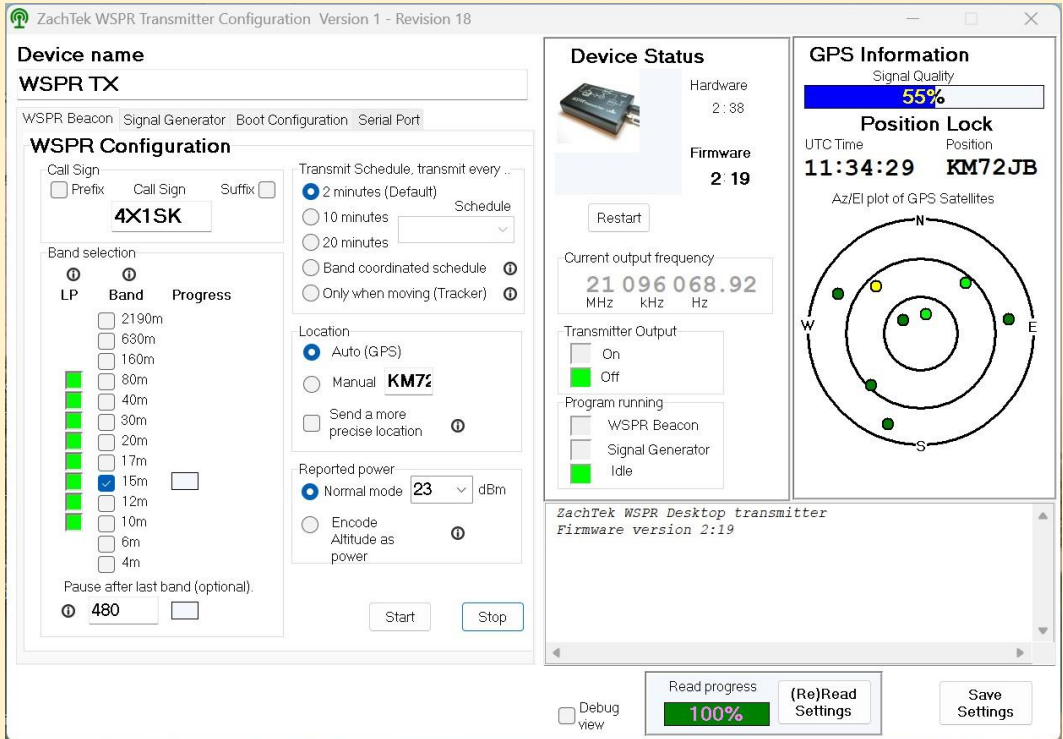 ZachTek WSPR Transmitter Configuration Version 1 - Revision 18
Device name
WSPR TX
WSPR Beacon Signal Generator Boot Configuration Serial Port
WSPR Configuration
Call Sign
Prefix Call Sign Suffix
4X1SK
Band selection
LP Band Progress
2190m
630m
160m
80m
40m
30m
20m
17m
15m
12m
10m
6m
4m
Pause after last band (optional).
480
Transmit Schedule, transmit every ..
2 minutes (Default)
Schedule
10 minutes
20 minutes
Band coordinated schedule
Only when moving (Tracker)
Location
Auto (GPS)
Manual KM72
Send a more
precise location
Reported power
Normal mode 23 dBm
Encode
Altitude as
power
Start Stop
Device Status
Hardware
2:38
Firmware
2:19
Restart
Current output frequency
21 096 068.92
MHz kHz Hz
Transmitter Output
On
Off
Program running
WSPR Beacon
Signal Generator
Idle
GPS Information
Signal Quality
55%
Position Lock
UTC Time Position
11:34:29 KM72JB
Az/El plot of GPS Satellites
N
W E
S
ZachTek WSPR Desktop transmitter
Firmware version 2:19
Debug
view
Read progress
100%
(Re)Read
Settings
Save
Settings